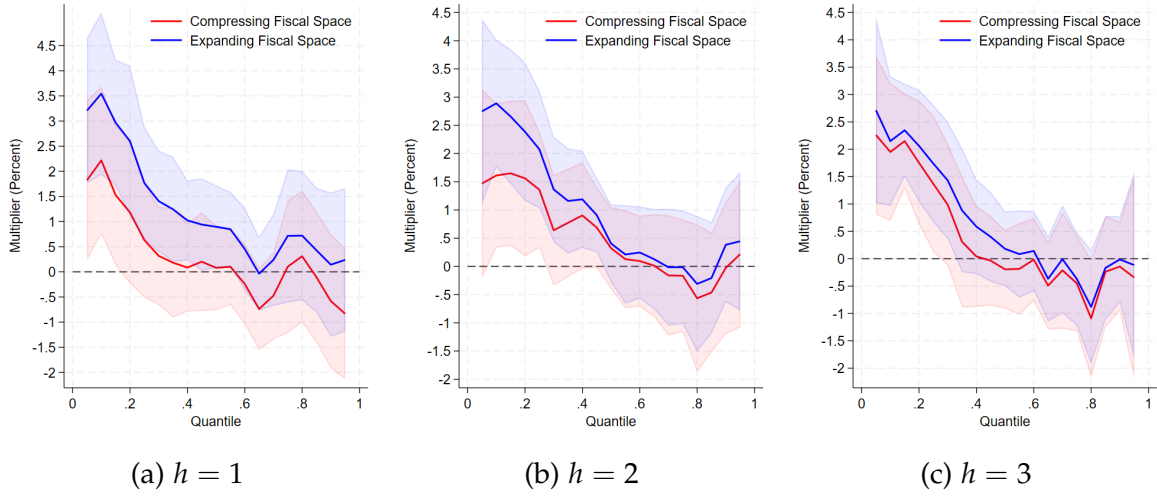 Compressing Fiscal Space
Expanding Fiscal Space
Multiplier (Percent)
4.5
4
3.5
3
2.5
2
1.5
1
.5
0
-.5
-1
-1.5
-2
0 .2 .4 .6 .8 1
Quantile
(a) h = 1
Compressing Fiscal Space
Expanding Fiscal Space
Multiplier (Percent)
4.5
4
3.5
3
2.5
2
1.5
1
.5
0
-.5
-1
-1.5
-2
0 .2 .4 .6 .8 1
Quantile
(b) h = 2
Compressing Fiscal Space
Expanding Fiscal Space
Multiplier (Percent)
4.5
4
3.5
3
2.5
2
1.5
1
.5
0
-.5
-1
-1.5
-2
0 .2 .4 .6 .8 1
Quantile
(c) h = 3